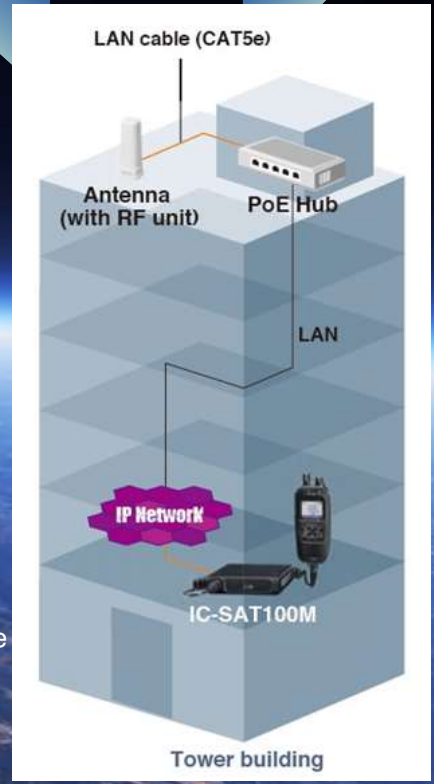 LAN cable (CAT5e)
Antenna
(with RF unit)
PoE Hub
LAN
IP Network
IC-SAT100M
e
Tower building